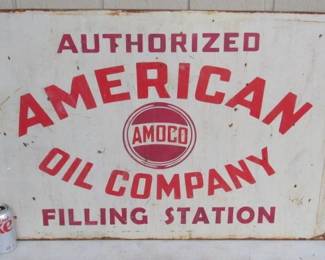 AUTHORIZED
AMERICAN
AMOCO
OIL COMPANY
FILLING STATION